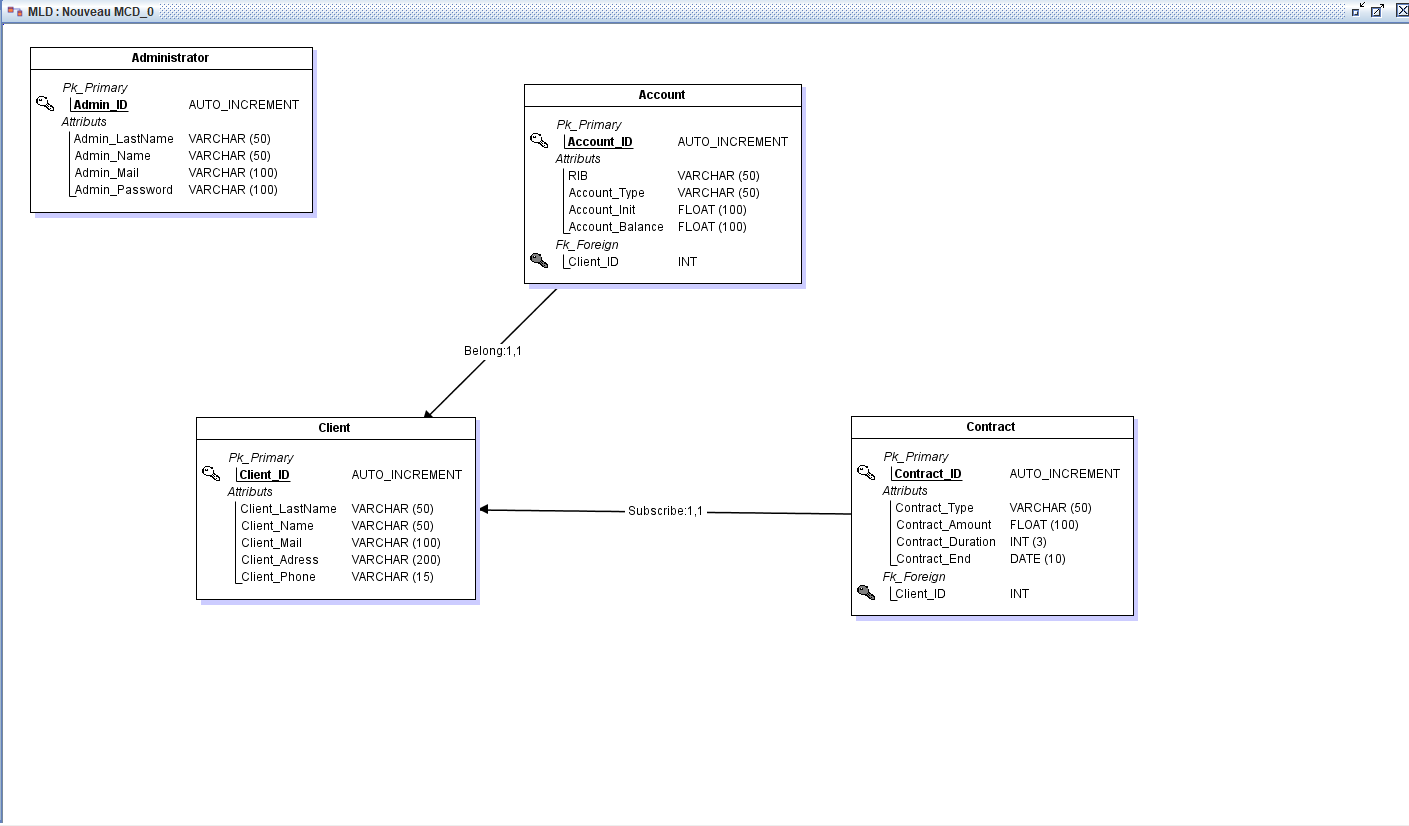 MLD : Nouveau MCD_0
Administrator
Pk_Primary
Admin_ID AUTO_INCREMENT
Attributs
Admin_LastName VARCHAR (50)
Admin_Name VARCHAR (50)
Admin_Mail VARCHAR (100)
Admin_Password VARCHAR (100)
Account
Pk_Primary
Account_ID AUTO_INCREMENT
Attributs
RIB VARCHAR (50)
Account_Type VARCHAR (50)
Account_Init FLOAT (100)
Account_Balance FLOAT (100)
Fk_Foreign
Client_ID INT
Belong:1,1
Client
Pk_Primary
Client_ID AUTO_INCREMENT
Attributs
Client_LastName VARCHAR (50)
Client_Name VARCHAR (50)
Client_Mail VARCHAR (100)
Client_Adress VARCHAR (200)
Client_Phone VARCHAR (15)
Subscribe:1,1
Contract
Pk_Primary
Contract_ID AUTO_INCREMENT
Attributs
Contract_Type VARCHAR (50)
Contract_Amount FLOAT (100)
Contract_Duration INT (3)
Contract_End DATE (10)
Fk_Foreign
Client_ID INT